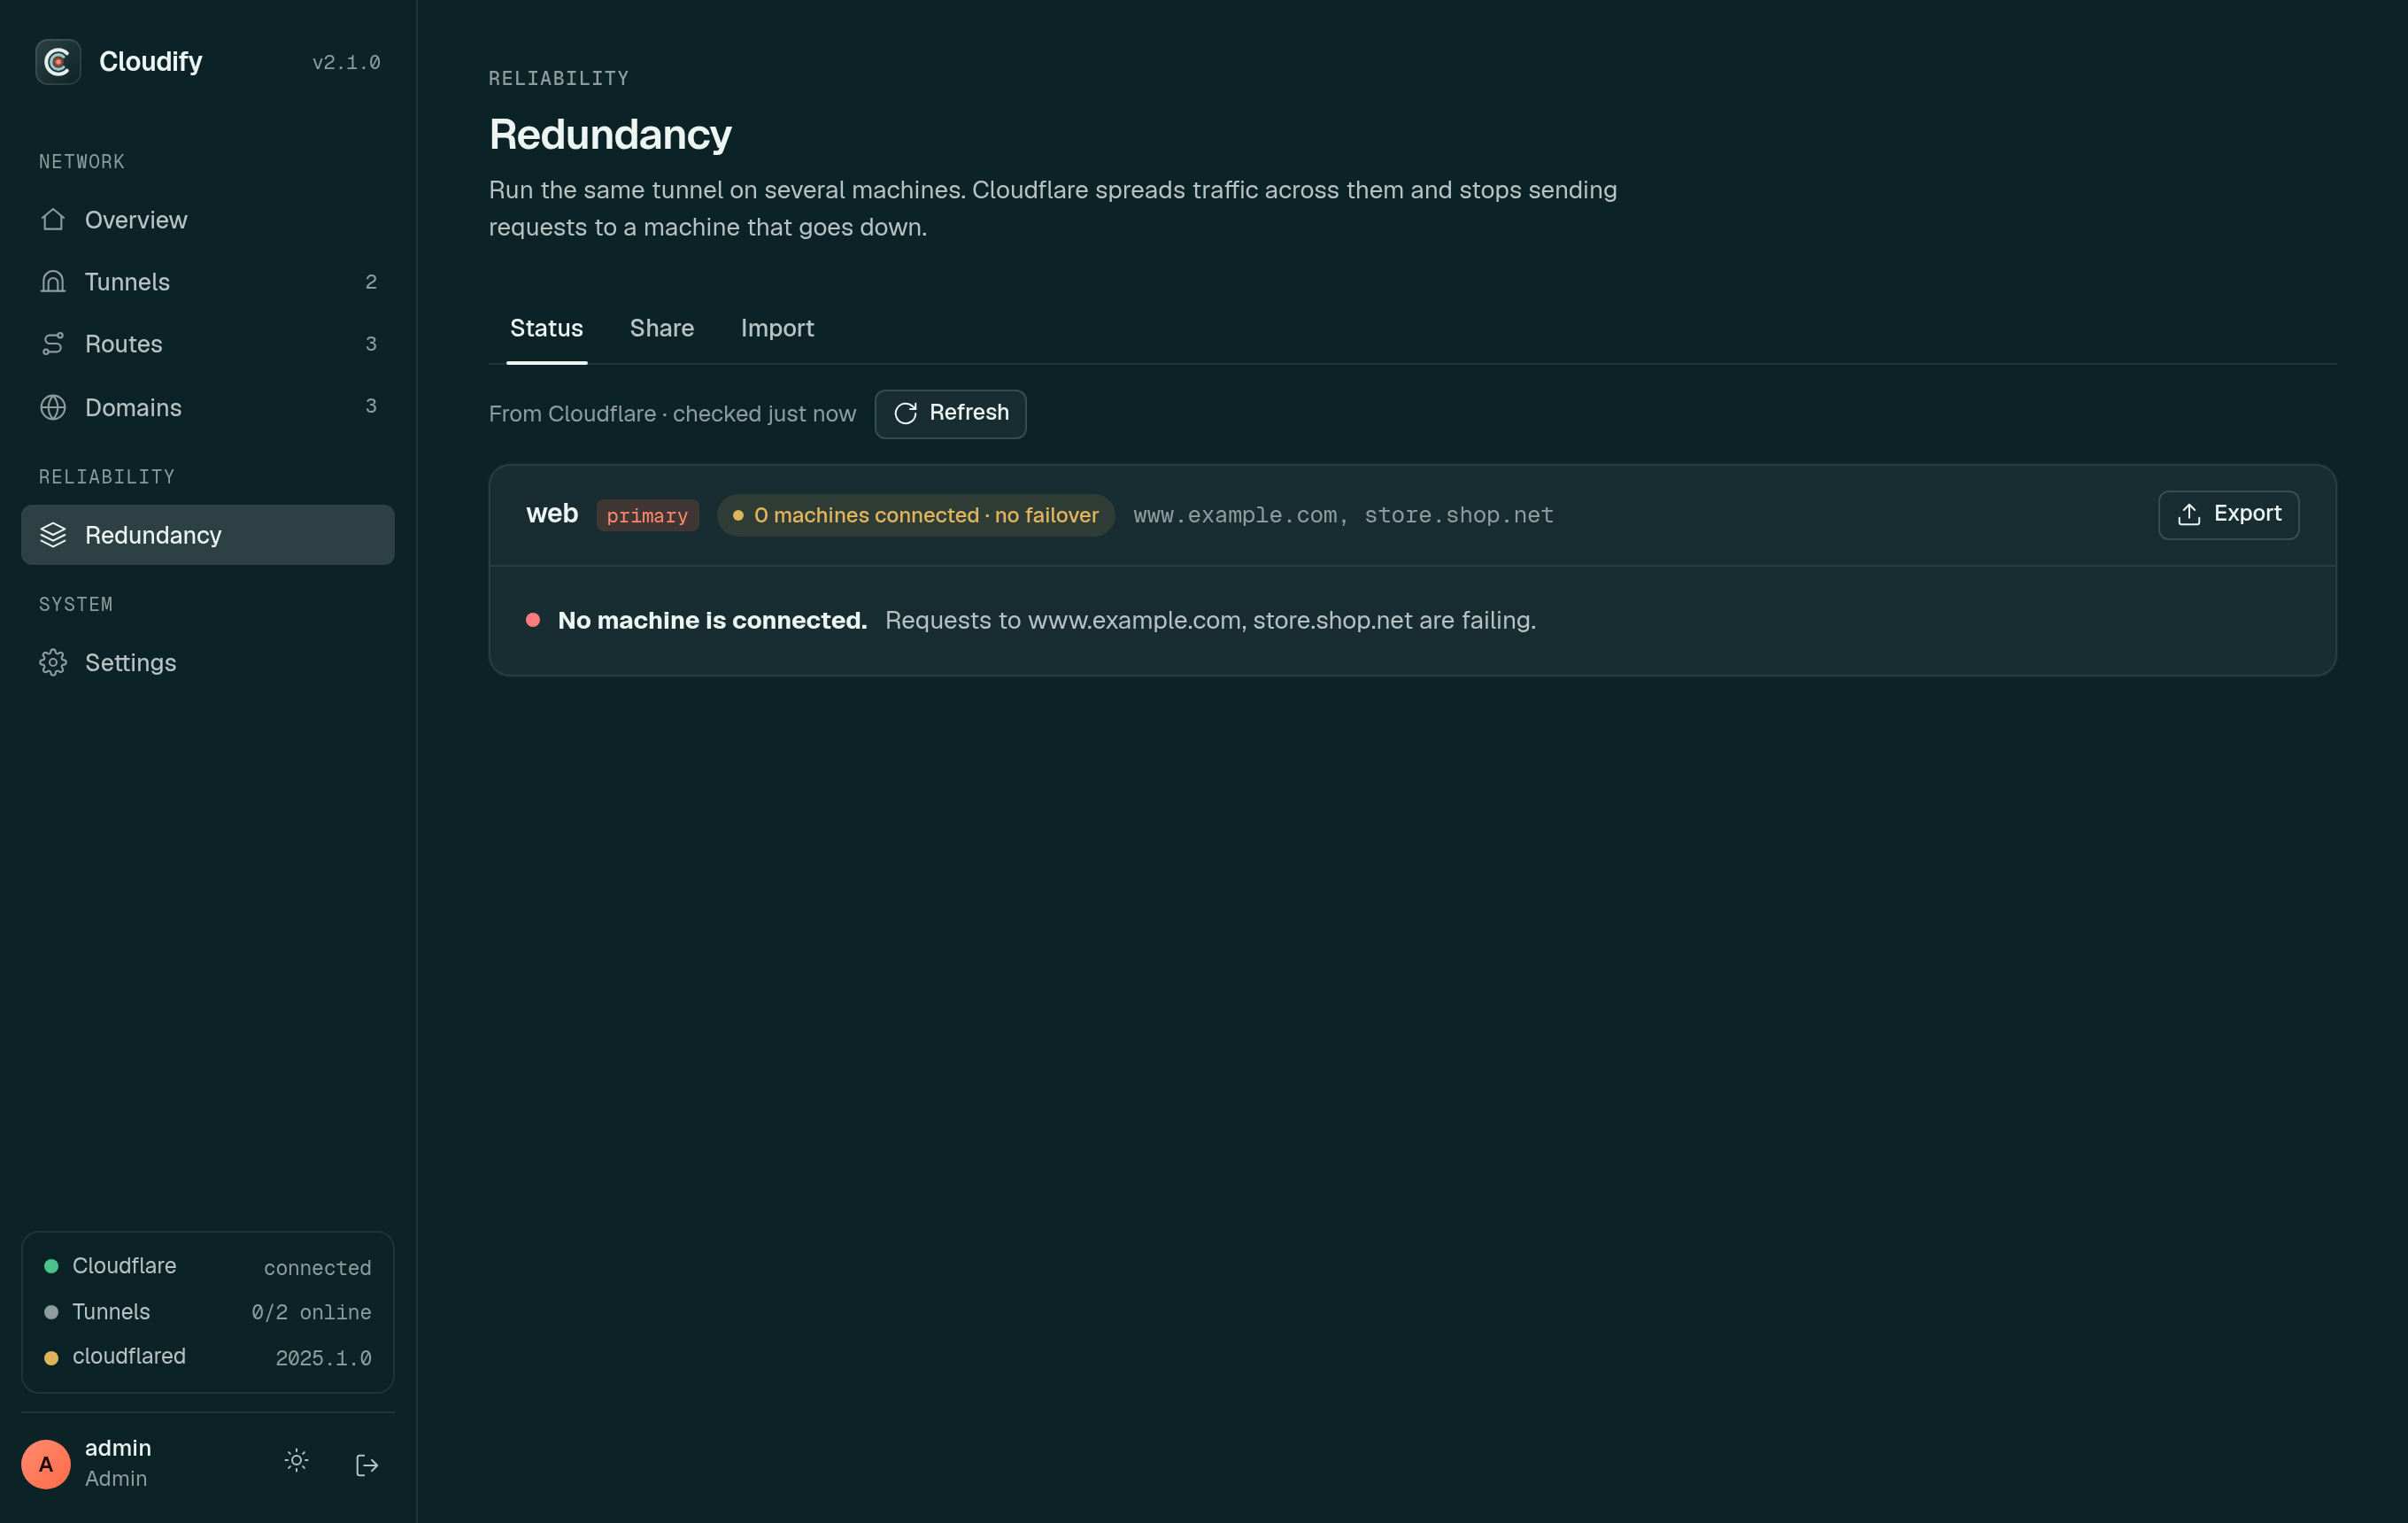 Cloudify v2.1.0
NETWORK
Overview
Tunnels 2
Routes 3
Domains 3
RELIABILITY
Redundancy
SYSTEM
Settings
Cloudflare connected
Tunnels 0/2 online
cloudflared 2025.1.0
A
admin
Admin
RELIABILITY
Redundancy
Run the same tunnel on several machines. Cloudflare spreads traffic across them and stops sending
requests to a machine that goes down.
Status Share Import
From Cloudflare · checked just now Refresh
web primary 0 machines connected · no failover www.example.com, store.shop.net Export
No machine is connected. Requests to www.example.com, store.shop.net are failing.